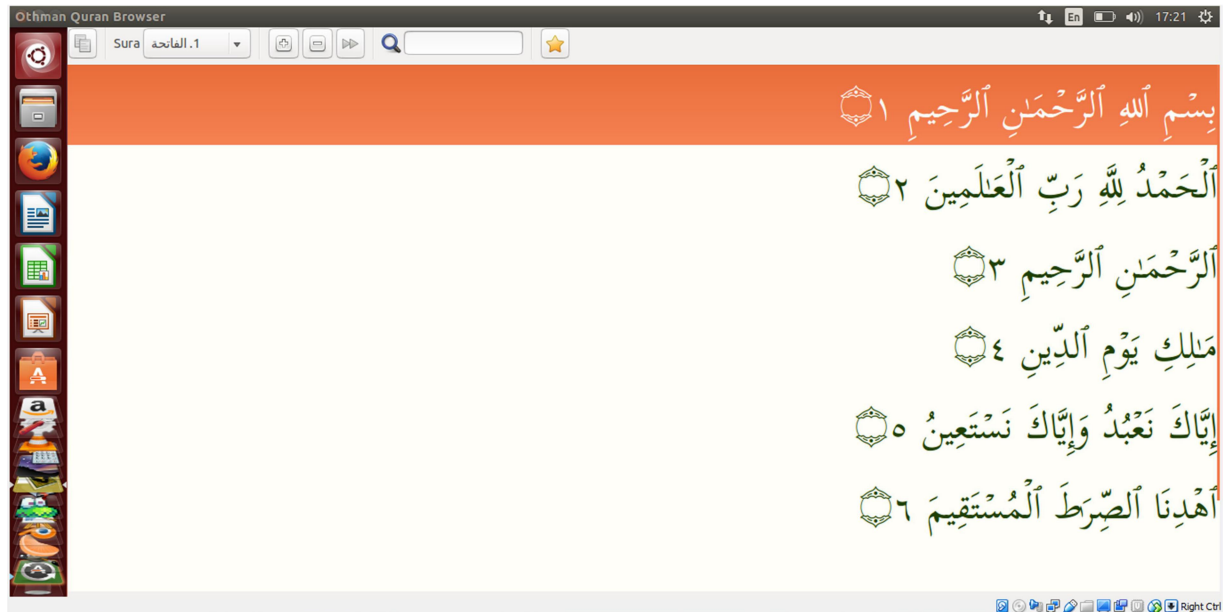 Othman Quran Browser
En 17:21
Sura 1. الفاتحة
بِسْمِ ٱللهِ ٱلرَّحْمَـٰنِ ٱلرَّحِيمِ ١
ٱلْحَمْدُ لِلَّهِ رَبِّ ٱلْعَـٰلَمِينَ ٢
ٱلرَّحْمَـٰنِ ٱلرَّحِيمِ ٣
مَـٰلِكِ يَوْمِ ٱلدِّينِ ٤
إِيَّاكَ نَعْبُدُ وَإِيَّاكَ نَسْتَعِينُ ٥
ٱهْدِنَا ٱلصِّرَٰطَ ٱلْمُسْتَقِيمَ ٦
Right Ctrl